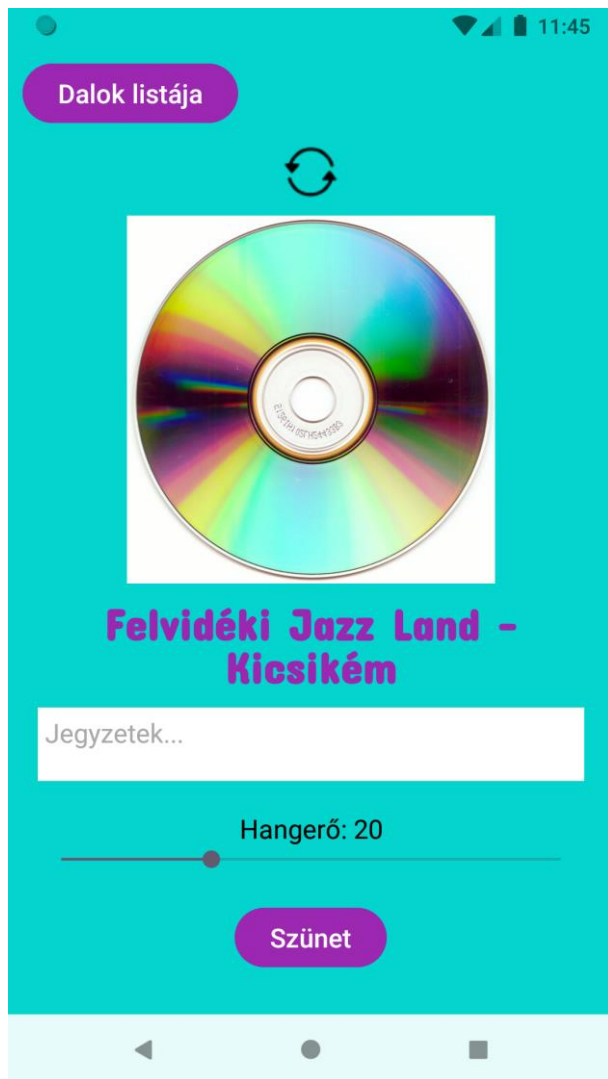 11:45
Dalok listája
Felvidéki Jazz Land -
Kicsikém
Jegyzetek...
Hangerő: 20
Szünet